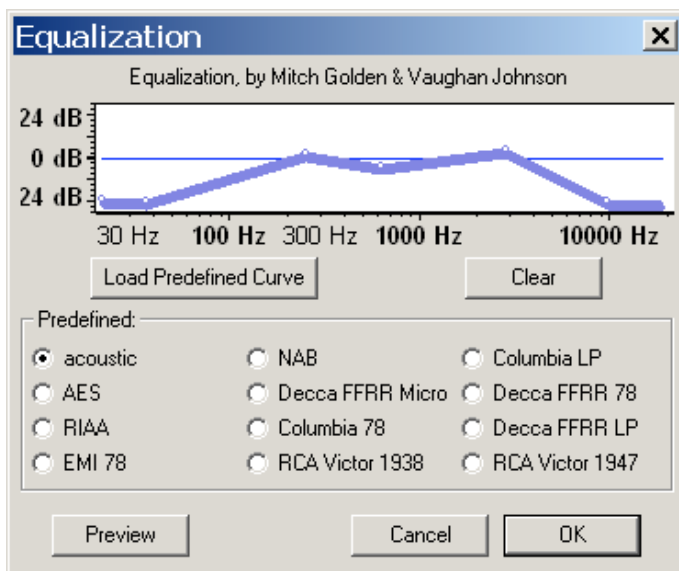 Equalization
Equalization, by Mitch Golden & Vaughan Johnson
24 dB
0 dB
24 dB
30 Hz 100 Hz 300 Hz 1000 Hz 10000 Hz
Load Predefined Curve Clear
Predefined:
acoustic NAB Columbia LP
AES Decca FFRR Micro Decca FFRR 78
RIAA Columbia 78 Decca FFRR LP
EMI 78 RCA Victor 1938 RCA Victor 1947
Preview Cancel OK